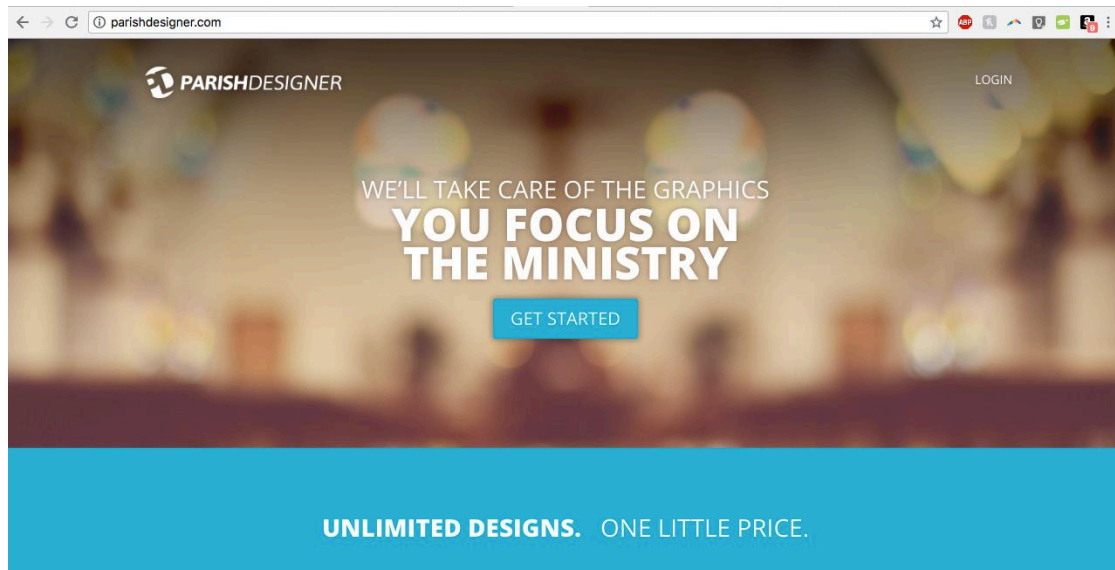 parishdesigner.com
ABP
PARISHDESIGNER
LOGIN
WE'LL TAKE CARE OF THE GRAPHICS
YOU FOCUS ON
THE MINISTRY
GET STARTED
UNLIMITED DESIGNS. ONE LITTLE PRICE.